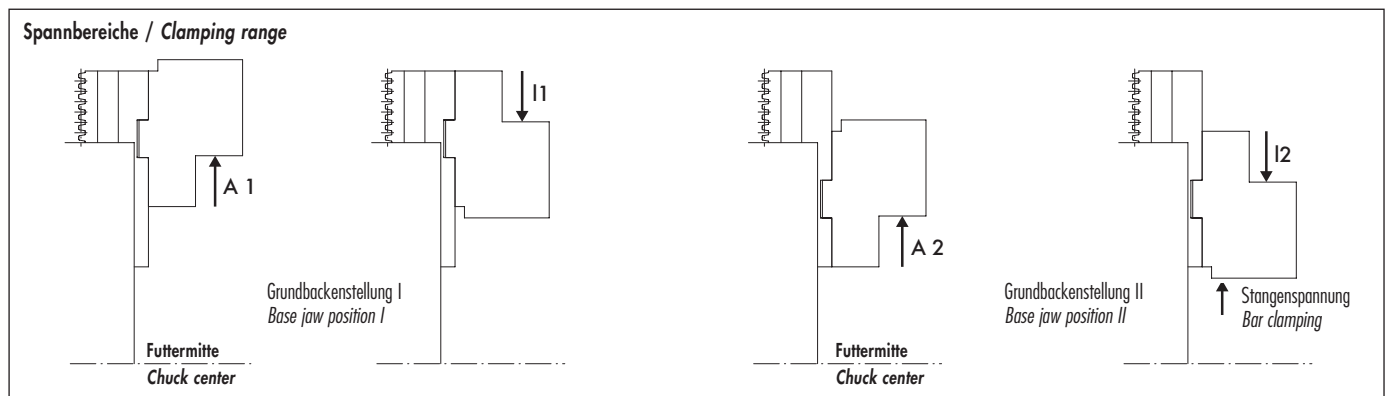 Spannbereiche / Clamping range
A 1
I1
Grundbackenstellung I
Base jaw position I
Futtermitte
Chuck center
A 2
I2
Grundbackenstellung II
Base jaw position II
Stangenspannung
Bar clamping
Futtermitte
Chuck center